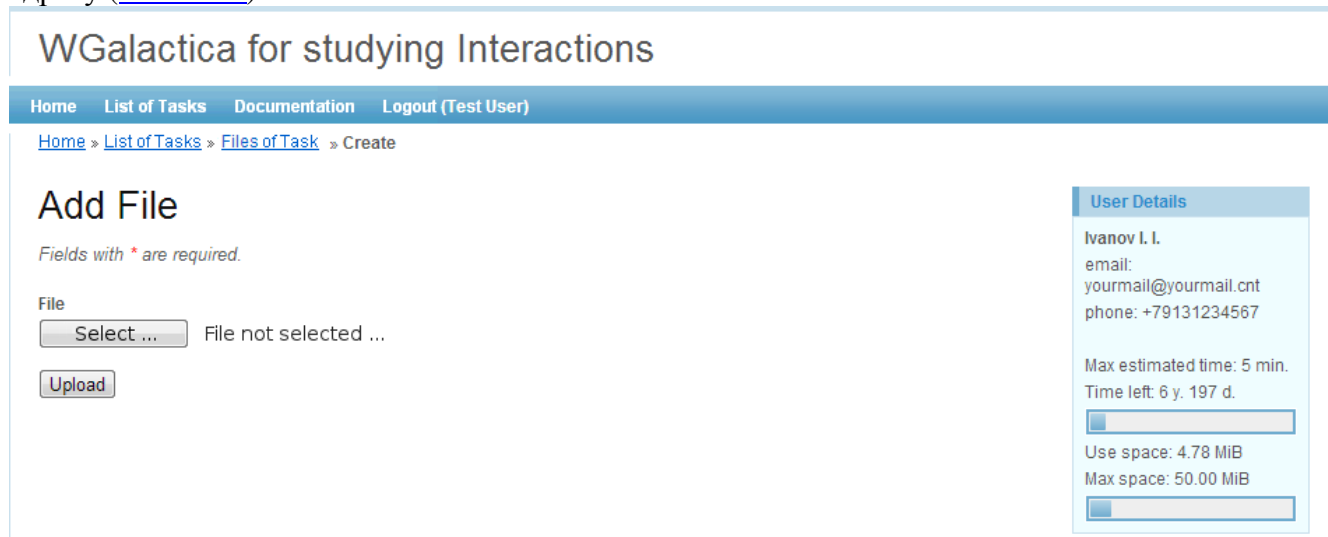 WGalactica for studying Interactions
Home List of Tasks Documentation Logout (Test User)
Home » List of Tasks » Files of Task » Create
Add File
Fields with * are required.
File
Select ... File not selected ...
Upload
User Details
Ivanov I. I.
email:
yourmail@yourmail.cnt
phone: +79131234567
Max estimated time: 5 min.
Time left: 6 y. 197 d.
Use space: 4.78 MiB
Max space: 50.00 MiB